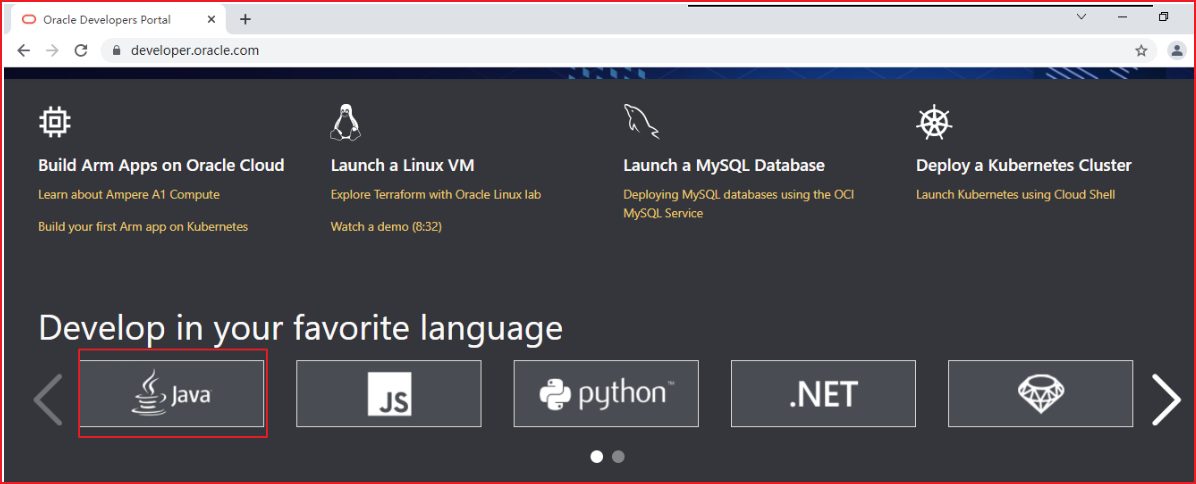 Oracle Developers Portal
developer.oracle.com
Build Arm Apps on Oracle Cloud
Learn about Ampere A1 Compute
Build your first Arm app on Kubernetes
Launch a Linux VM
Explore Terraform with Oracle Linux lab
Watch a demo (8:32)
Launch a MySQL Database
Deploying MySQL databases using the OCI
MySQL Service
Deploy a Kubernetes Cluster
Launch Kubernetes using Cloud Shell
Develop in your favorite language
Java
JS
python™
.NET